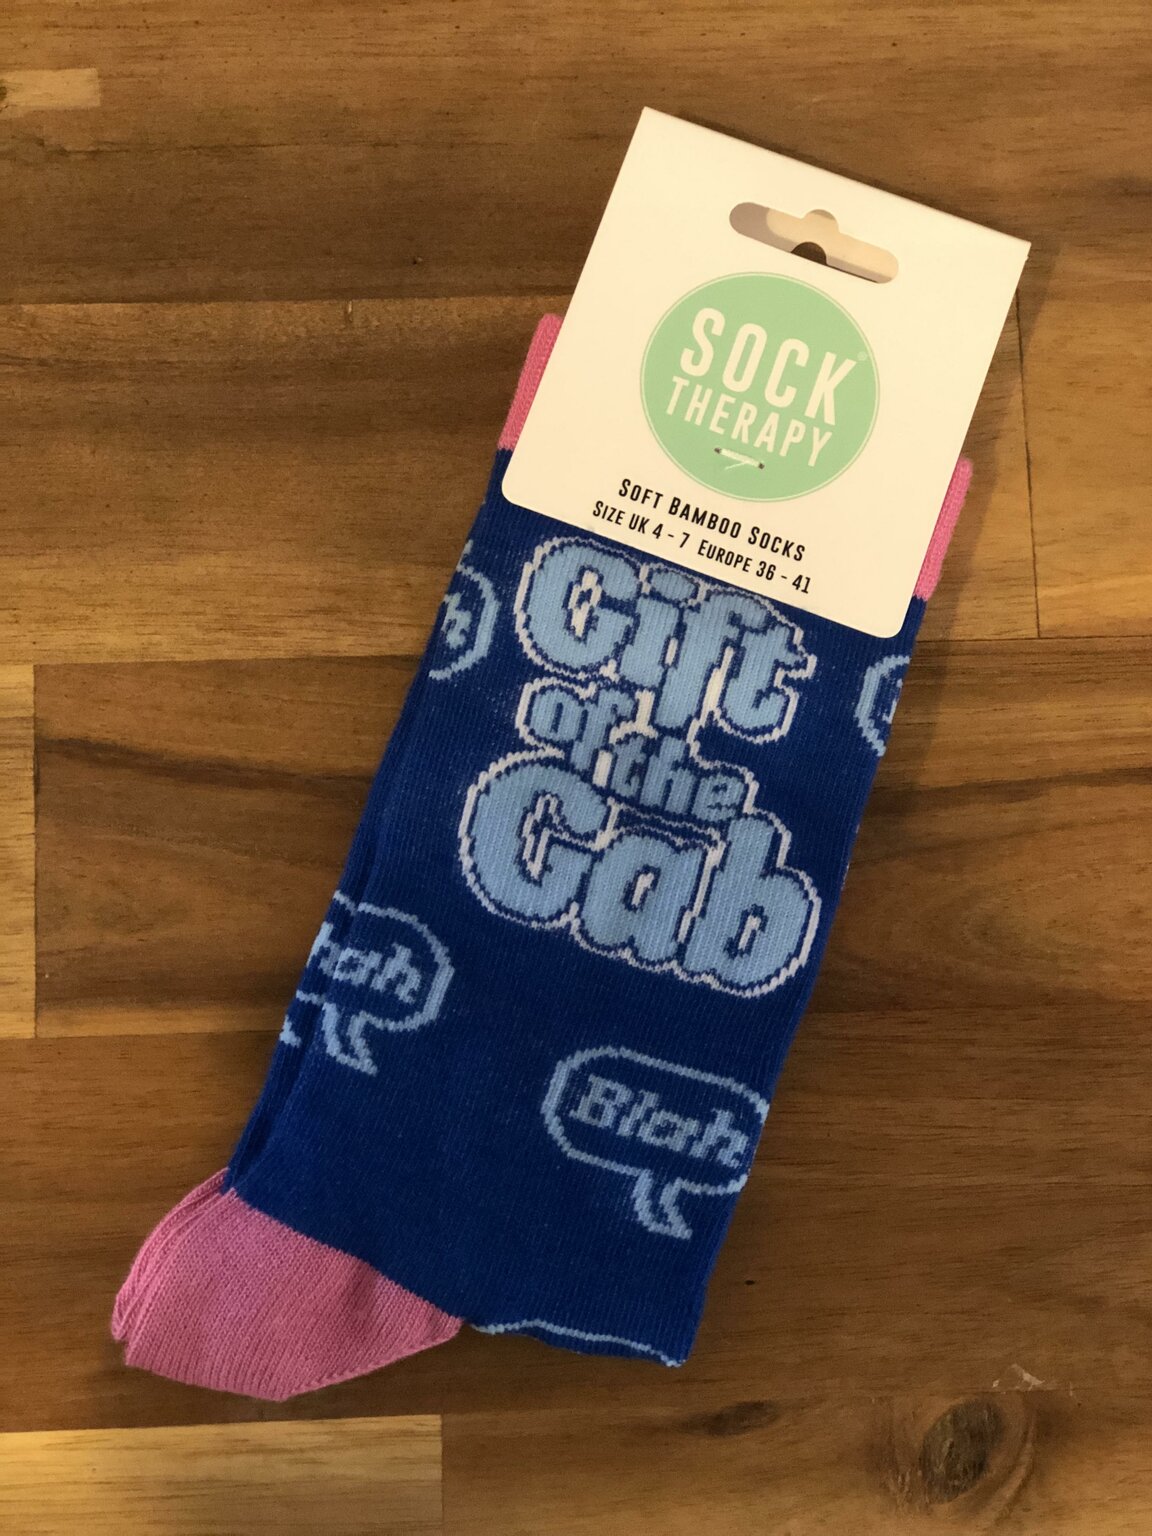 SOCK®
THERAPY
SOFT BAMBOO SOCKS
SIZE UK 4 - 7 EUROPE 36 - 41
Gift
of the
Gab
Blah